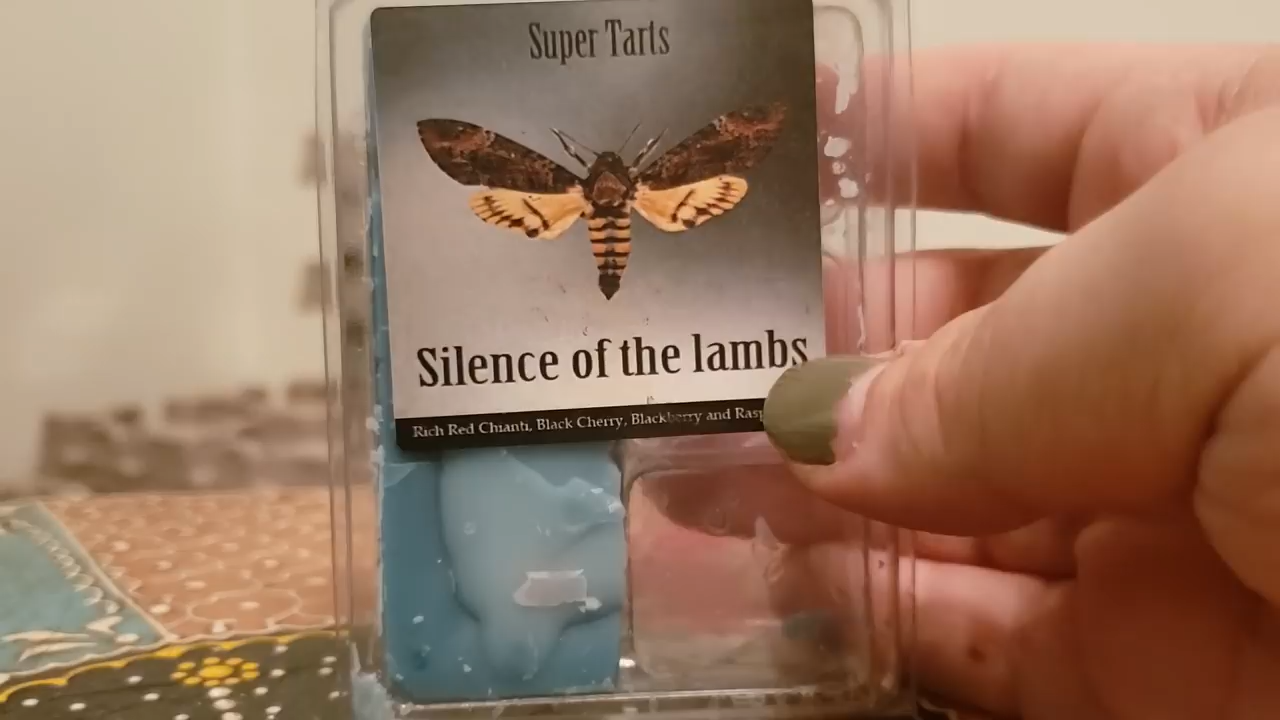 Super Tarts
Silence of the lambs
Rich Red Chianti, Black Cherry, Blackberry and